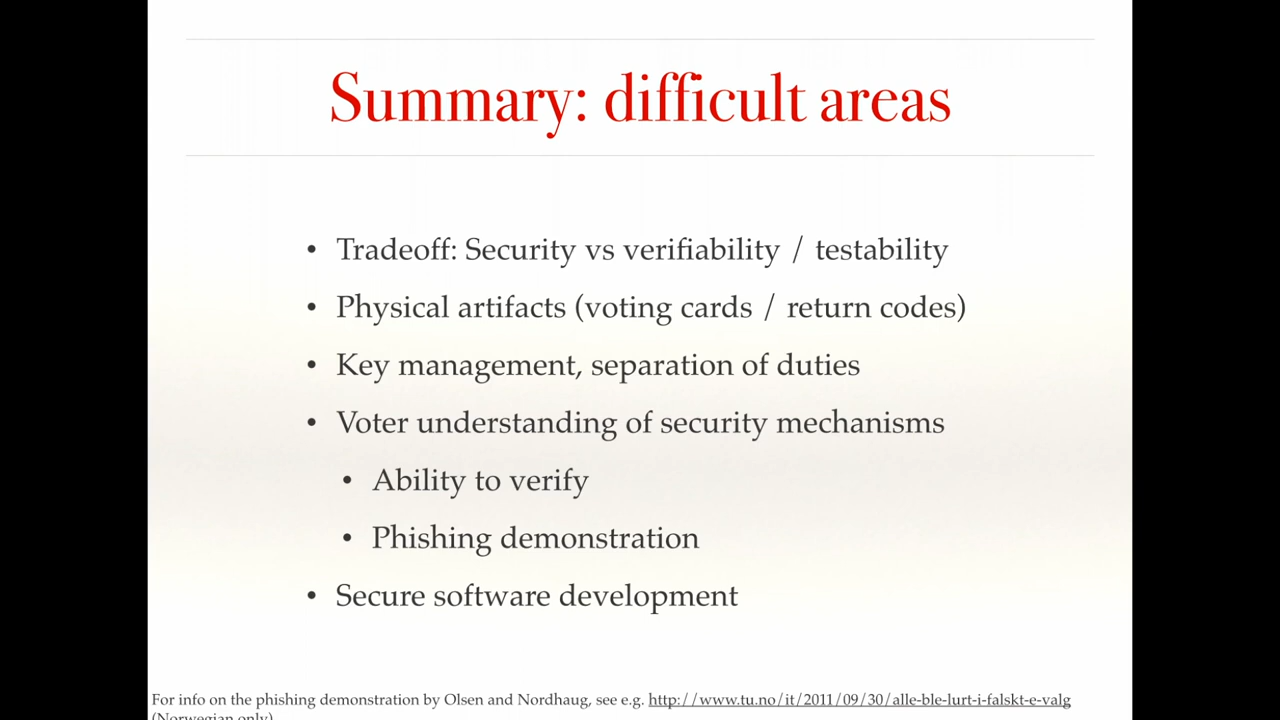 Summary: difficult areas
• Tradeoff: Security vs verifiability / testability
• Physical artifacts (voting cards / return codes)
• Key management, separation of duties
• Voter understanding of security mechanisms
• Ability to verify
• Phishing demonstration
• Secure software development
For info on the phishing demonstration by Olsen and Nordhaug, see e.g. http://www.tu.no/it/2011/09/30/alle-ble-lurt-i-falskt-e-valg
(Norwegian only)